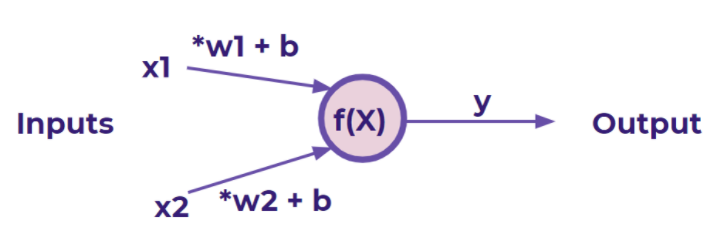 *w1 + b
x1
Inputs
f(X)
y
Output
x2
*w2 + b